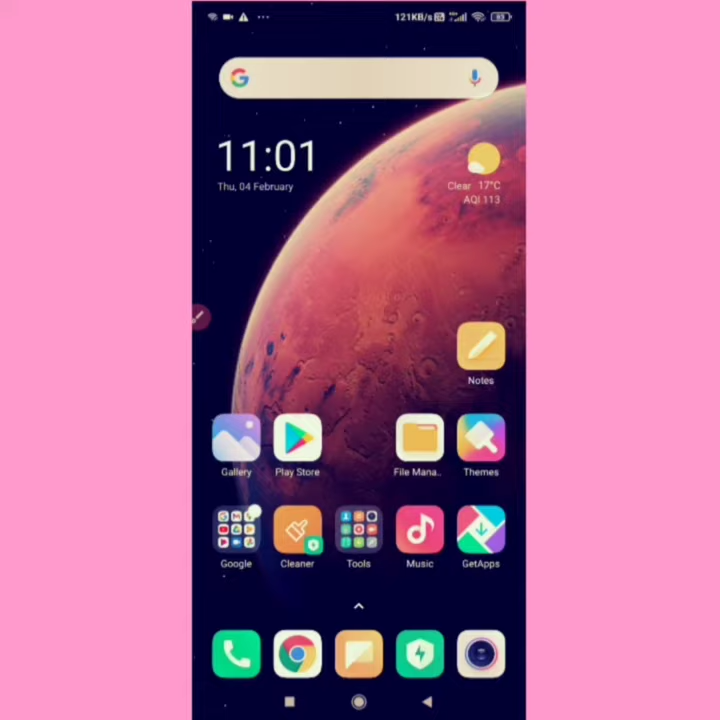 121KB/s
83
11:01
Thu, 04 February
Clear 17°C
AQI 113
Notes
Gallery
Play Store
File Mana..
Themes
Google
Cleaner
Tools
Music
GetApps